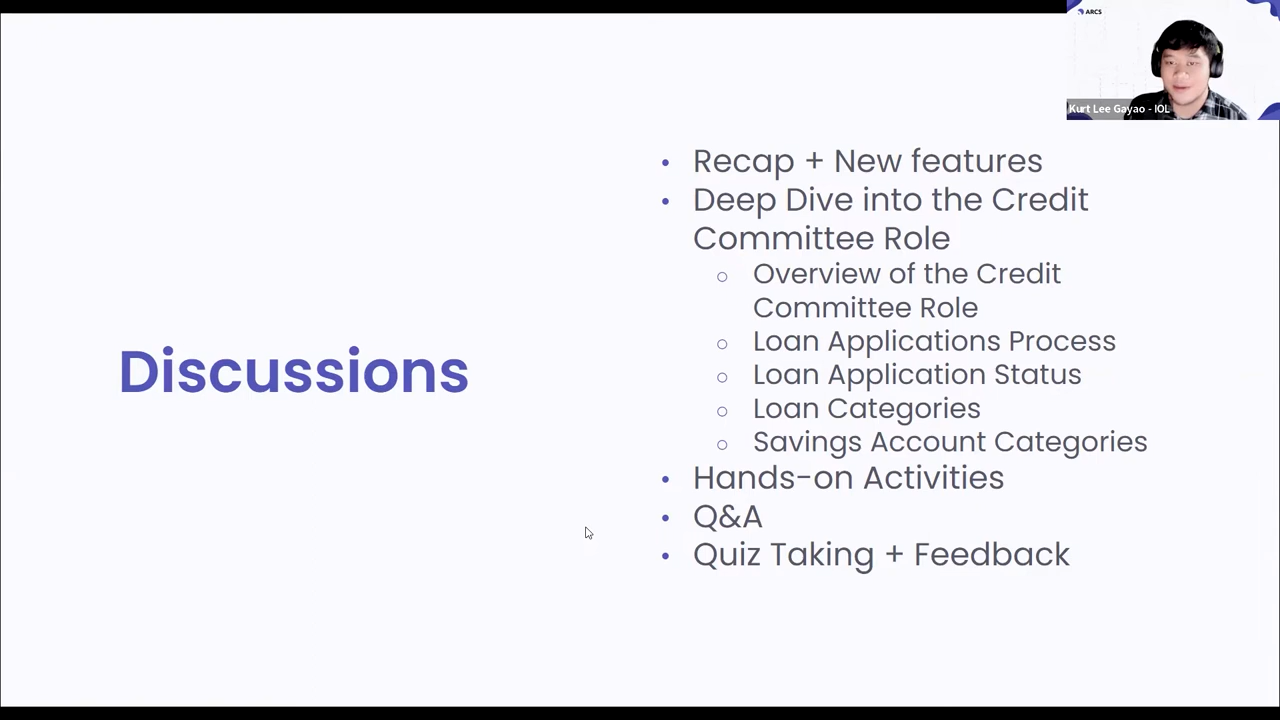 ARCS
Kurt Lee Gayao - IOL
Discussions
• Recap + New features
• Deep Dive into the Credit
Committee Role
○ Overview of the Credit
Committee Role
○ Loan Applications Process
○ Loan Application Status
○ Loan Categories
○ Savings Account Categories
• Hands-on Activities
• Q&A
• Quiz Taking + Feedback